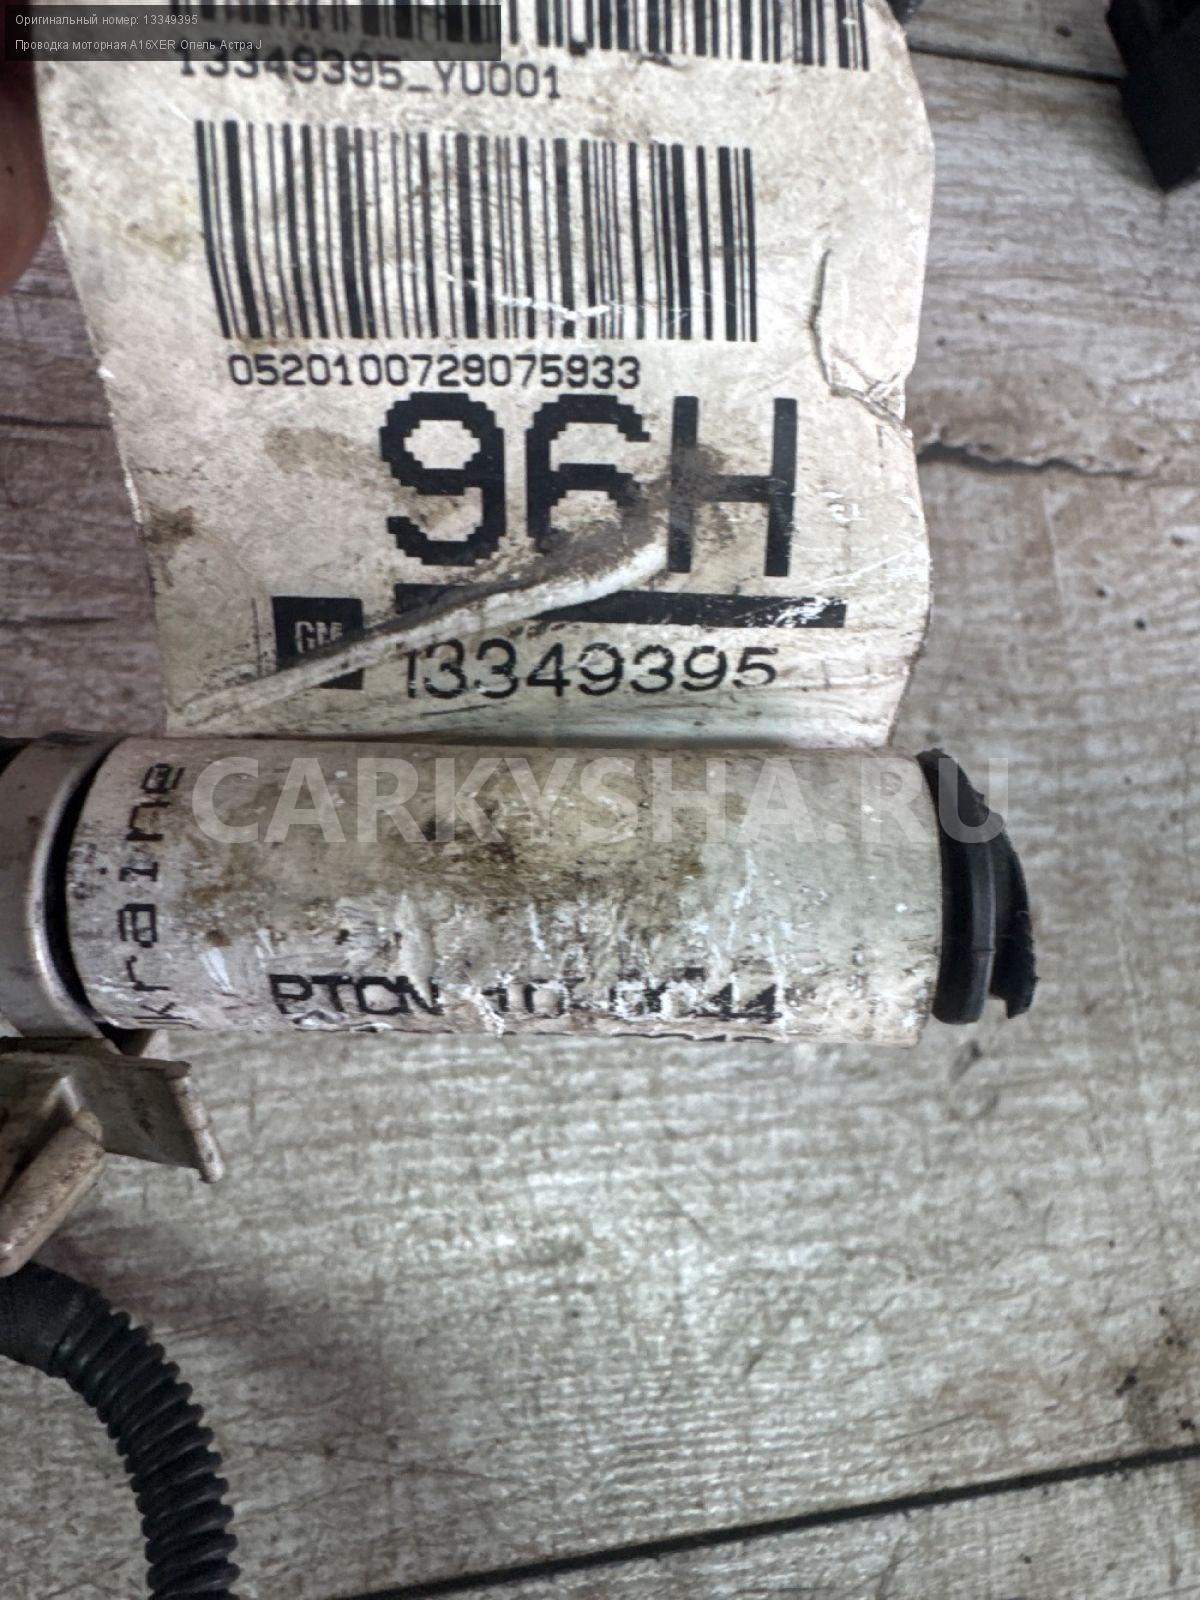 Оригинальный номер: 13349395
Проводка моторная A16XER Опель Астра J
13349395_YU001
0520100729075933
96H
GM
13349395
CARKYSHA.RU
kraine